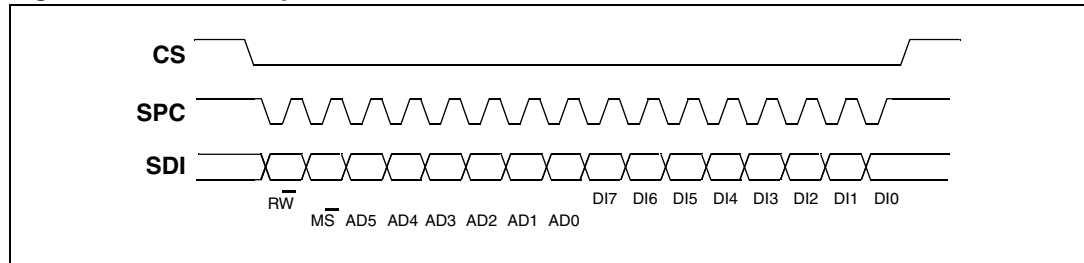 CS
SPC
SDI
RW̅
DI7 DI6 DI5 DI4 DI3 DI2 DI1 DI0
MS̅ AD5 AD4 AD3 AD2 AD1 AD0